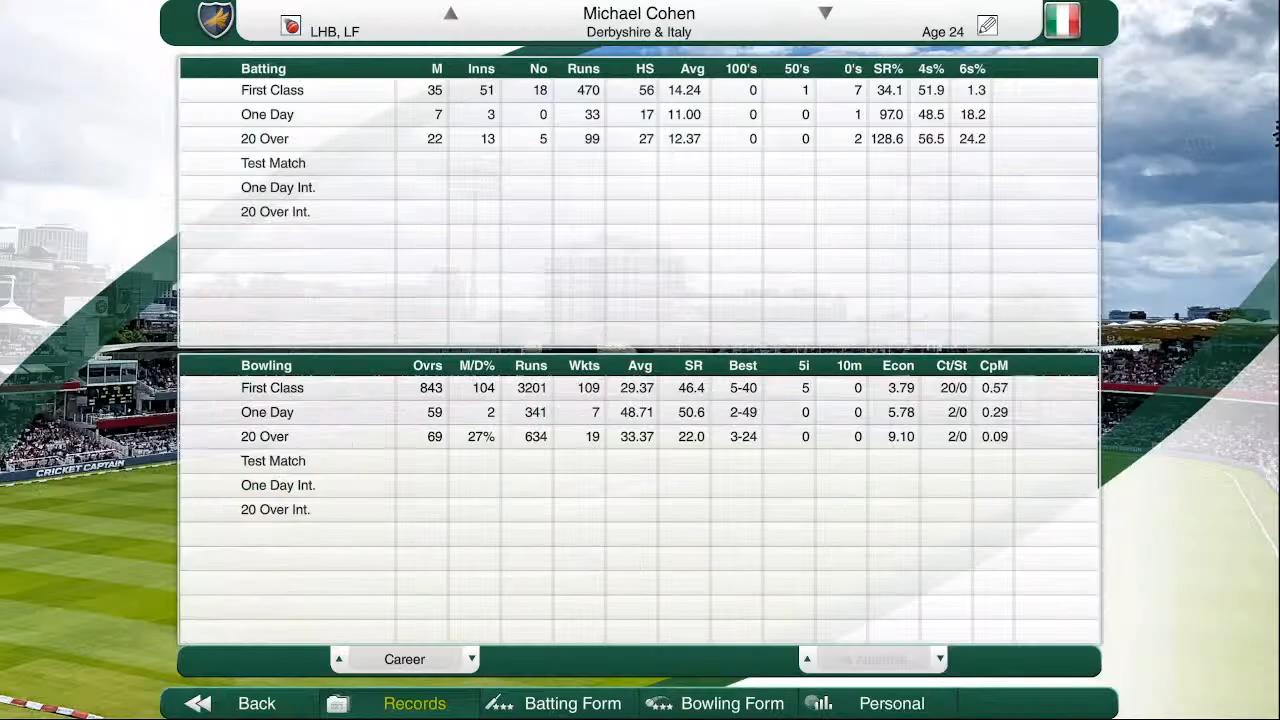 Michael Cohen
LHB, LF
Derbyshire & Italy
Age 24
Batting M Inns No Runs HS Avg 100's 50's 0's SR% 4s% 6s%
First Class 35 51 18 470 56 14.24 0 1 7 34.1 51.9 1.3
One Day 7 3 0 33 17 11.00 0 0 1 97.0 48.5 18.2
20 Over 22 13 5 99 27 12.37 0 0 2 128.6 56.5 24.2
Test Match
One Day Int.
20 Over Int.
Bowling Ovrs M/D% Runs Wkts Avg SR Best 5i 10m Econ Ct/St CpM
First Class 843 104 3201 109 29.37 46.4 5-40 5 0 3.79 20/0 0.57
One Day 59 2 341 7 48.71 50.6 2-49 0 0 5.78 2/0 0.29
20 Over 69 27% 634 19 33.37 22.0 3-24 0 0 9.10 2/0 0.09
Test Match
One Day Int.
20 Over Int.
CRICKET CAPTAIN
Career
Back Records Batting Form Bowling Form Personal